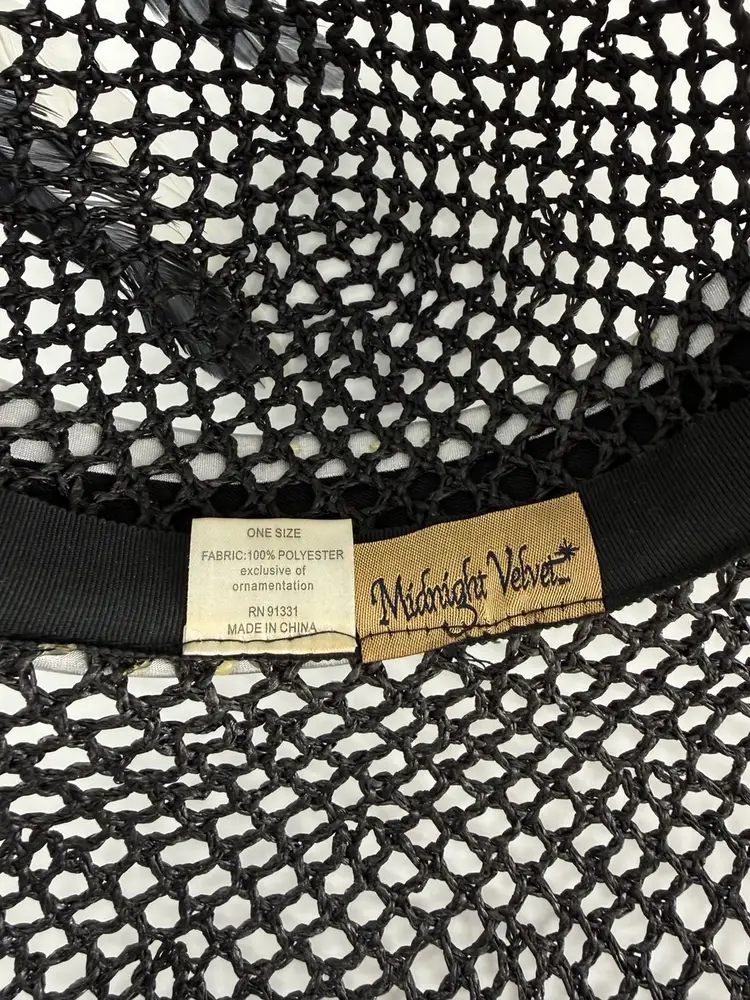 ONE SIZE
FABRIC:100% POLYESTER
exclusive of
ornamentation
RN 91331
MADE IN CHINA
Midnight Velvet